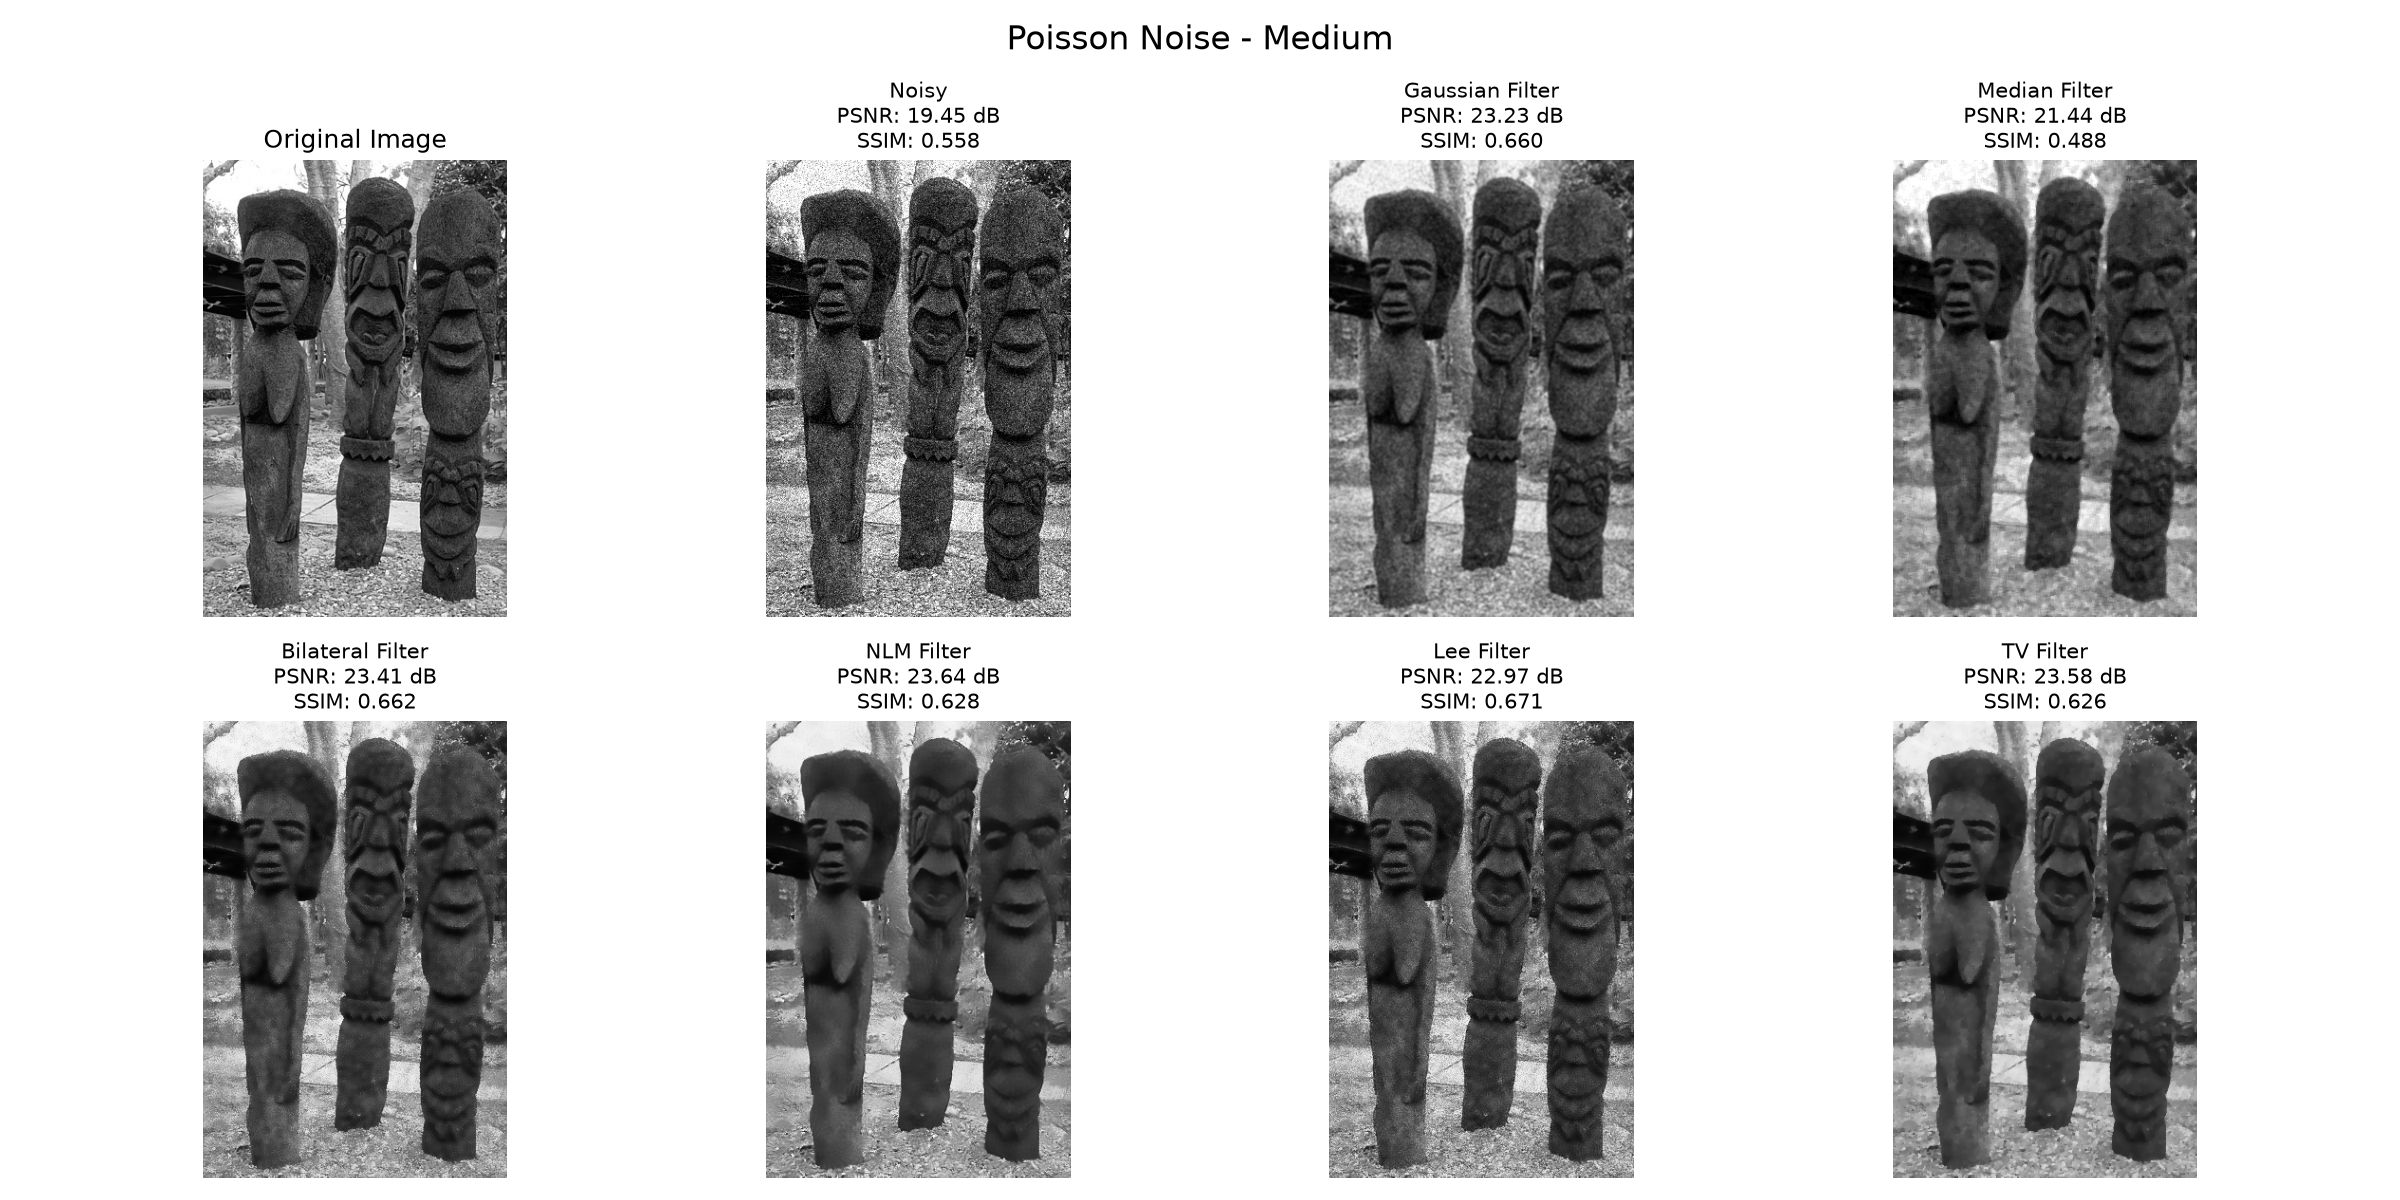 Poisson Noise - Medium
Original Image
Noisy
PSNR: 19.45 dB
SSIM: 0.558
Gaussian Filter
PSNR: 23.23 dB
SSIM: 0.660
Median Filter
PSNR: 21.44 dB
SSIM: 0.488
Bilateral Filter
PSNR: 23.41 dB
SSIM: 0.662
NLM Filter
PSNR: 23.64 dB
SSIM: 0.628
Lee Filter
PSNR: 22.97 dB
SSIM: 0.671
TV Filter
PSNR: 23.58 dB
SSIM: 0.626